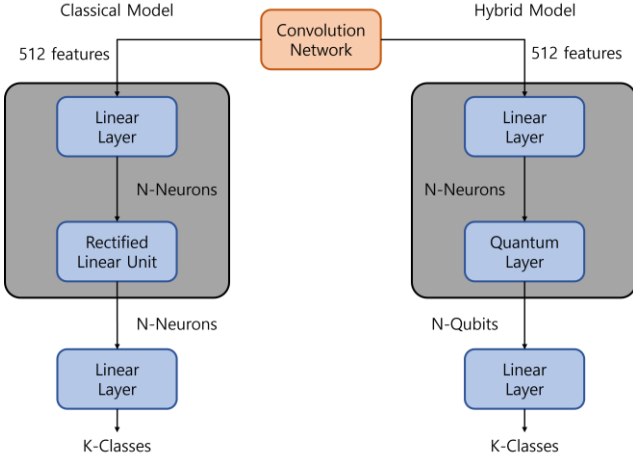 Classical Model
Hybrid Model
Convolution
Network
512 features
512 features
Linear
Layer
Linear
Layer
N-Neurons
N-Neurons
Rectified
Linear Unit
Quantum
Layer
N-Neurons
N-Qubits
Linear
Layer
Linear
Layer
K-Classes
K-Classes